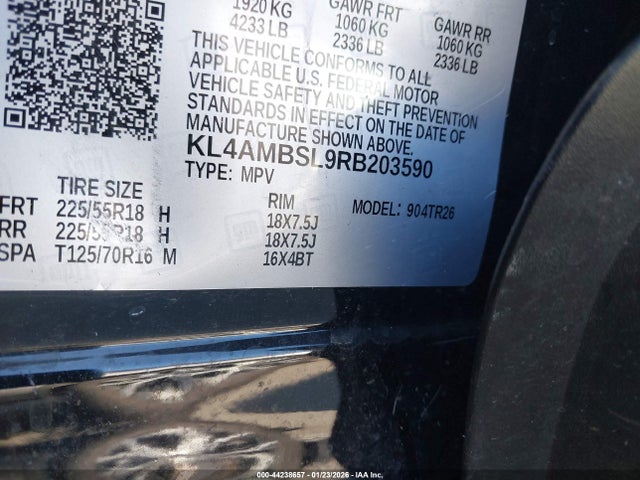 1920 KG
4233 LB
GAWR FRT
1060 KG
2336 LB
GAWR RR
1060 KG
2336 LB
THIS VEHICLE CONFORMS TO ALL
APPLICABLE U.S. FEDERAL MOTOR
VEHICLE SAFETY AND THEFT PREVENTION
STANDARDS IN EFFECT ON THE DATE OF
MANUFACTURE SHOWN ABOVE.
KL4AMBSL9RB203590
TYPE: MPV
TIRE SIZE RIM
FRT 225/55R18 H 18X7.5J MODEL: 904TR26
RR 225/55R18 H 18X7.5J
SPA T125/70R16 M 16X4BT
000-44238657 - 01/23/2026 - IAA Inc.